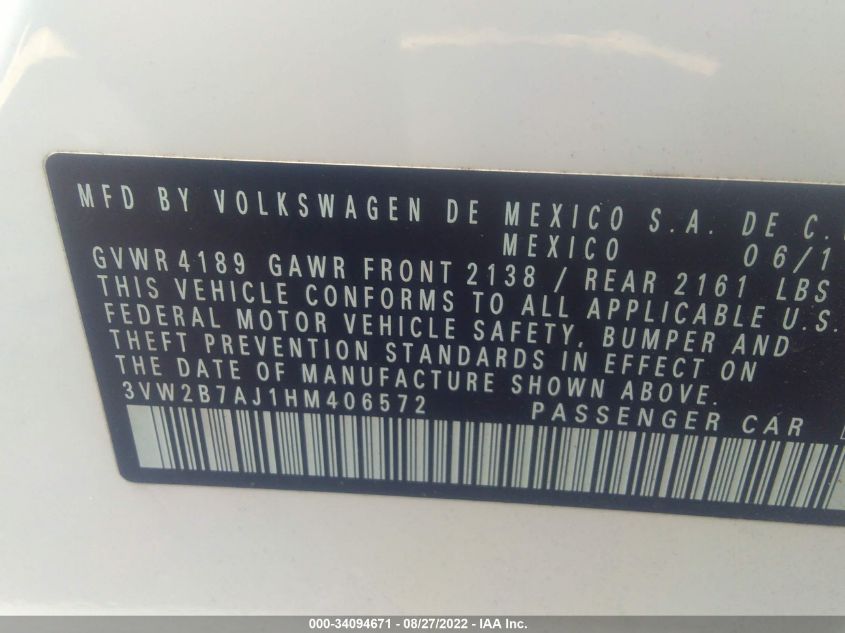 MFD BY VOLKSWAGEN DE MEXICO S.A. DE C.
MEXICO 06/1
GVWR 4189 GAWR FRONT 2138 / REAR 2161 LBS
THIS VEHICLE CONFORMS TO ALL APPLICABLE U.S.
FEDERAL MOTOR VEHICLE SAFETY, BUMPER AND
THEFT PREVENTION STANDARDS IN EFFECT ON
THE DATE OF MANUFACTURE SHOWN ABOVE.
3VW2B7AJ1HM406572 PASSENGER CAR
000-34094671 - 08/27/2022 - IAA Inc.